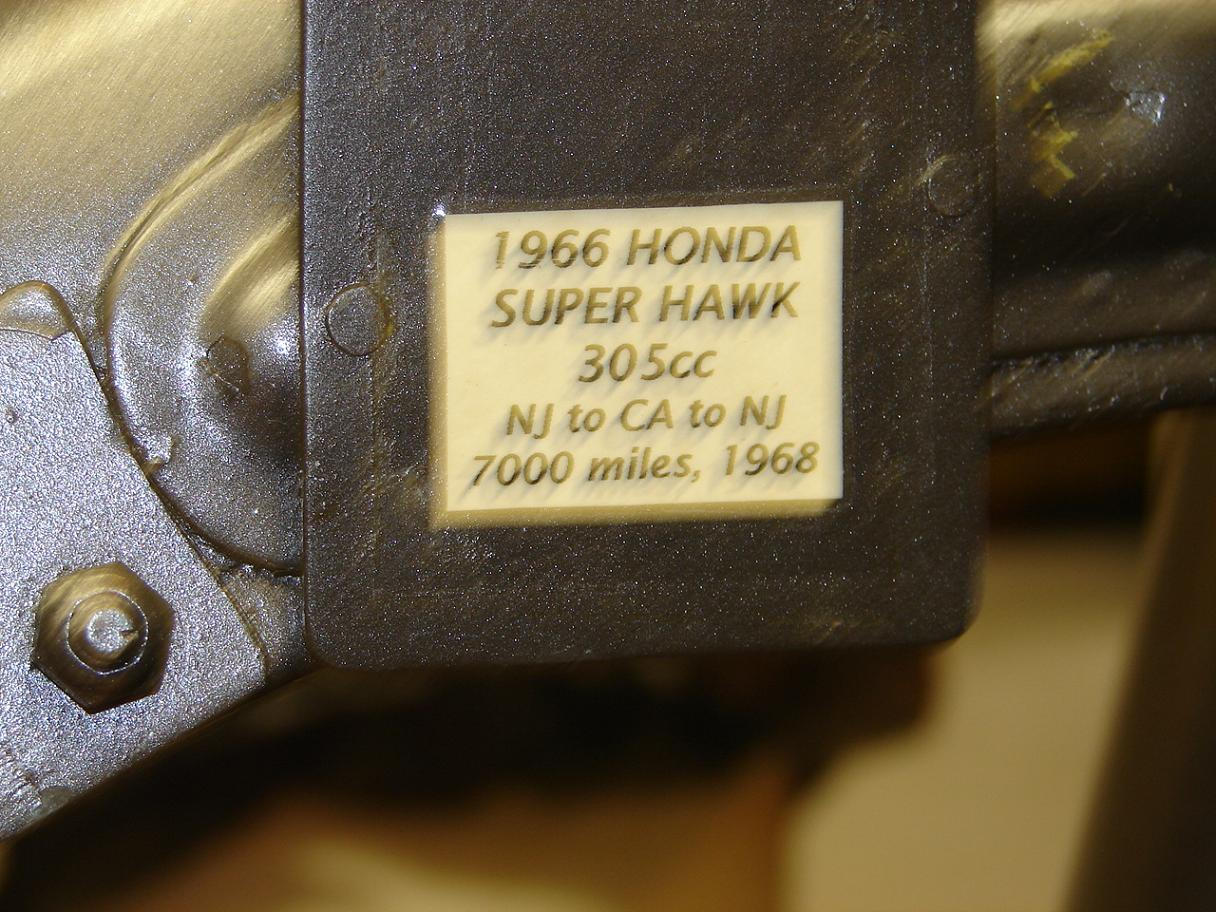 1966 HONDA
SUPER HAWK
305cc
NJ to CA to NJ
7000 miles, 1968